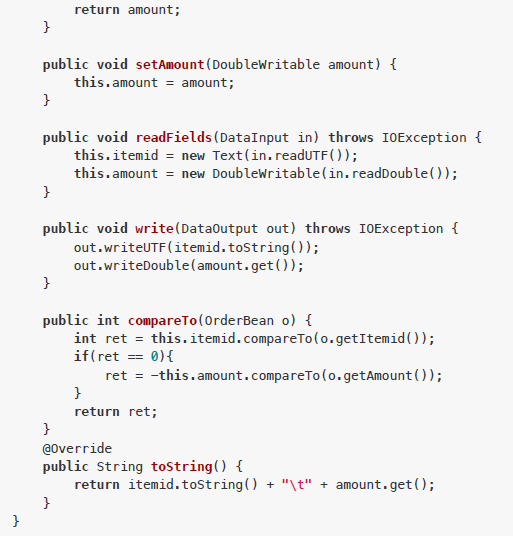 return amount;
    }

    public void setAmount(DoubleWritable amount) {
        this.amount = amount;
    }

    public void readFields(DataInput in) throws IOException {
        this.itemid = new Text(in.readUTF());
        this.amount = new DoubleWritable(in.readDouble());
    }

    public void write(DataOutput out) throws IOException {
        out.writeUTF(itemid.toString());
        out.writeDouble(amount.get());
    }

    public int compareTo(OrderBean o) {
        int ret = this.itemid.compareTo(o.getItemid());
        if(ret == 0){
            ret = -this.amount.compareTo(o.getAmount());
        }
        return ret;
    }
    @Override
    public String toString() {
        return itemid.toString() + "\t" + amount.get();
    }
}